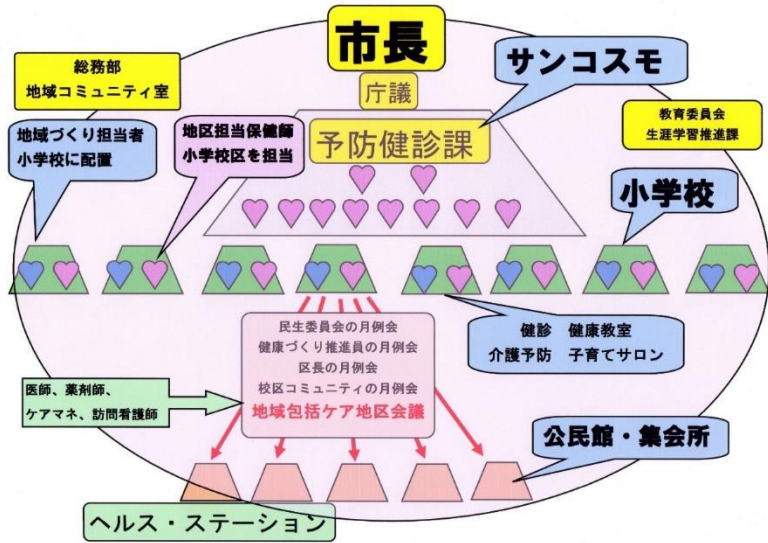 市長
総務部
地域コミュニティ室
庁議
サンコスモ
教育委員会
生涯学習推進課
地域づくり担当者
小学校に配置
地区担当保健師
小学校区を担当
予防健診課
小学校
民生委員会の月例会
健康づくり推進員の月例会
区長の月例会
校区コミュニティの月例会
地域包括ケア地区会議
健診 健康教室
介護予防 子育てサロン
医師、薬剤師、
ケアマネ、訪問看護師
公民館・集会所
ヘルス・ステーション